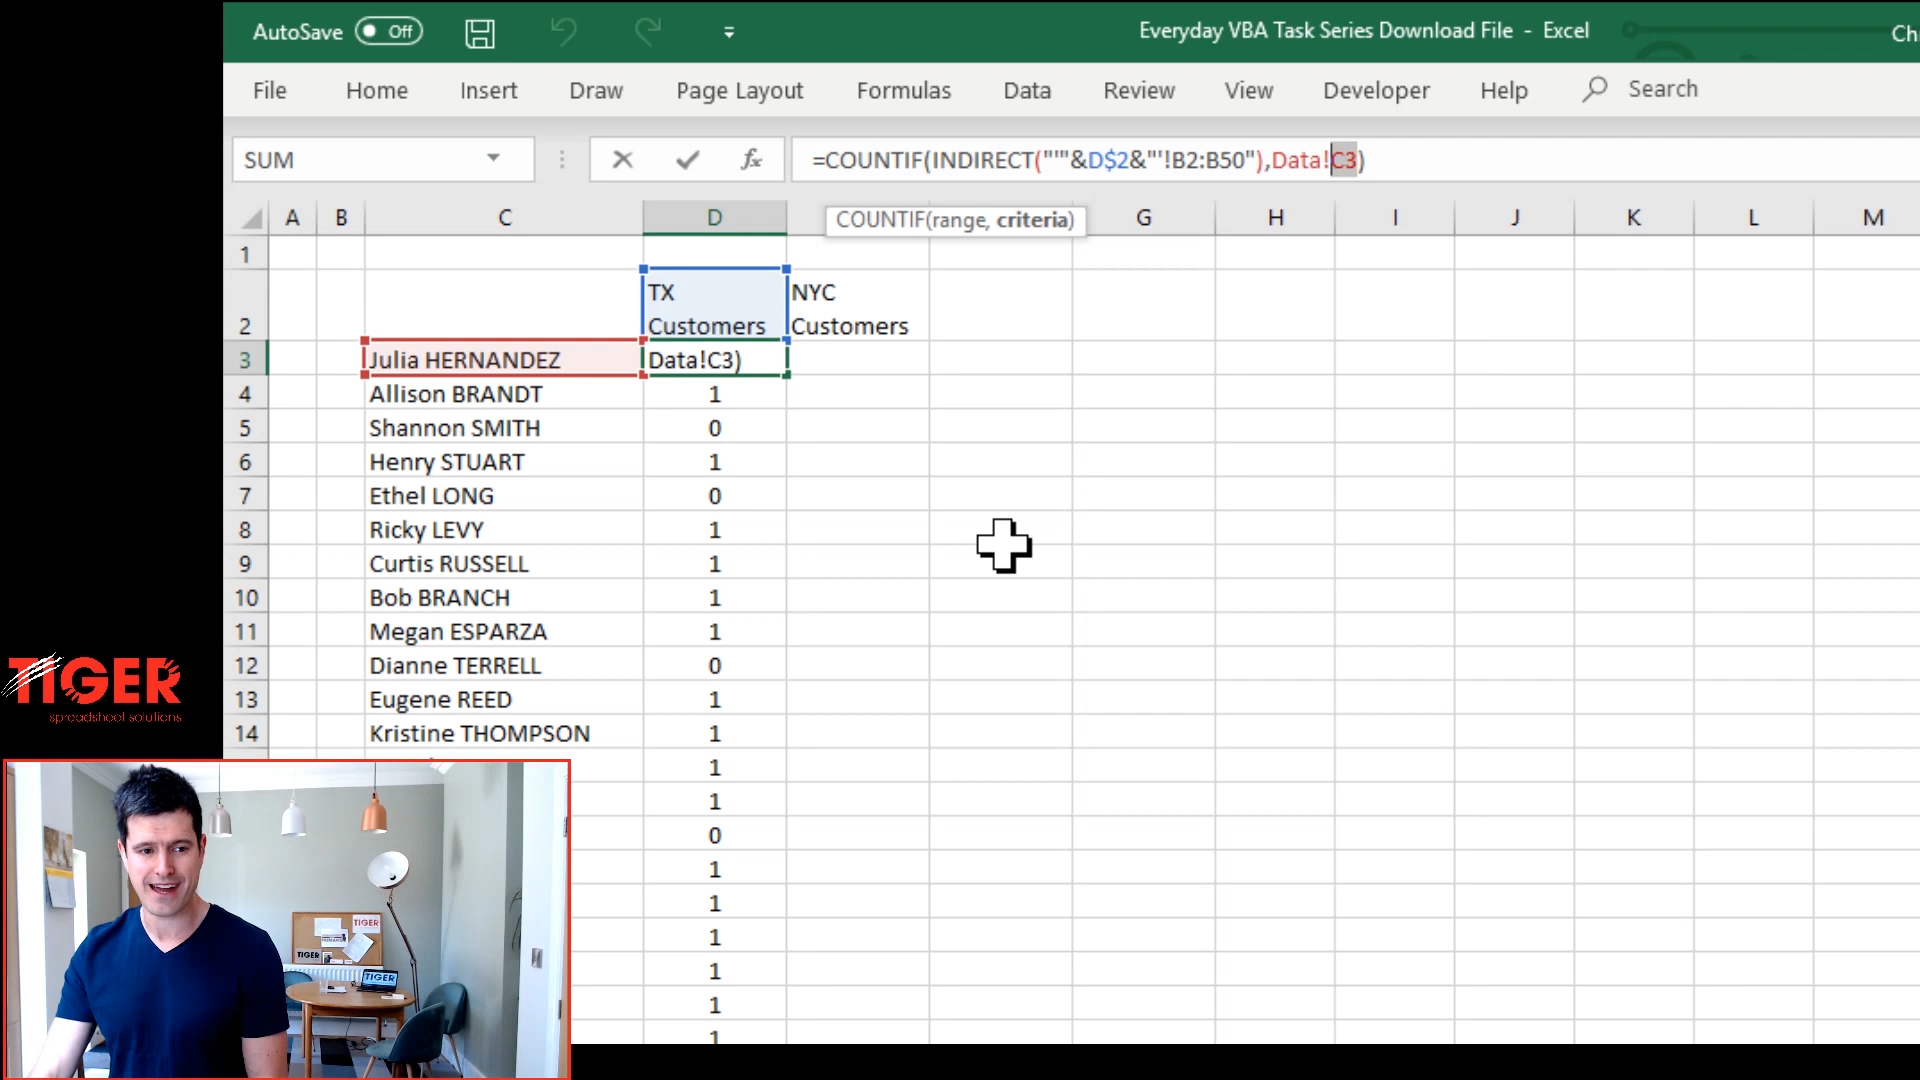 AutoSave Off Everyday VBA Task Series Download File - Excel Ch
File Home Insert Draw Page Layout Formulas Data Review View Developer Help Search
SUM fx =COUNTIF(INDIRECT("'"&D$2&"'!B2:B50"),Data!C3)
COUNTIF(range, criteria)
A B C D G H I J K L M
1
TX NYC
2 Customers Customers
3 Julia HERNANDEZ Data!C3)
4 Allison BRANDT 1
5 Shannon SMITH 0
6 Henry STUART 1
7 Ethel LONG 0
8 Ricky LEVY 1
9 Curtis RUSSELL 1
10 Bob BRANCH 1
11 Megan ESPARZA 1
12 Dianne TERRELL 0
13 Eugene REED 1
14 Kristine THOMPSON 1
1
1
0
1
1
1
1
1
1
TIGER
spreadsheet solutions
TIGER
TIGER
TIGER